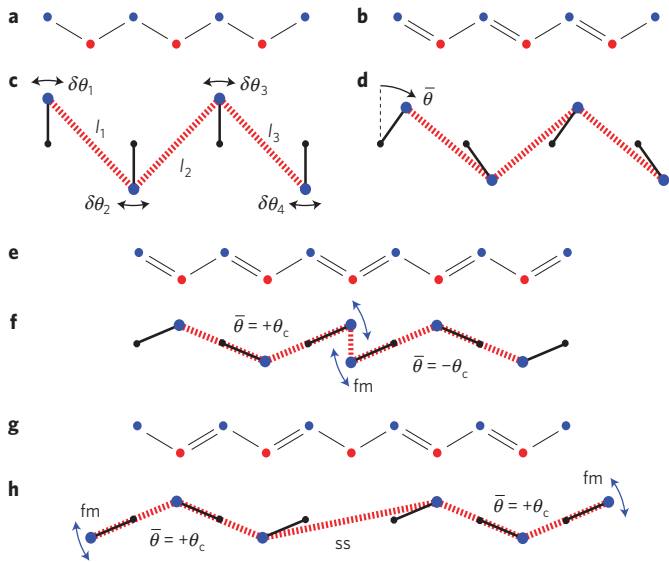 a
b
c
δθ1
δθ3
l1
l2
l3
δθ2
δθ4
d
θ̅
e
f
θ̅ = +θc
θ̅ = −θc
fm
g
h
fm
θ̅ = +θc
ss
θ̅ = +θc
fm